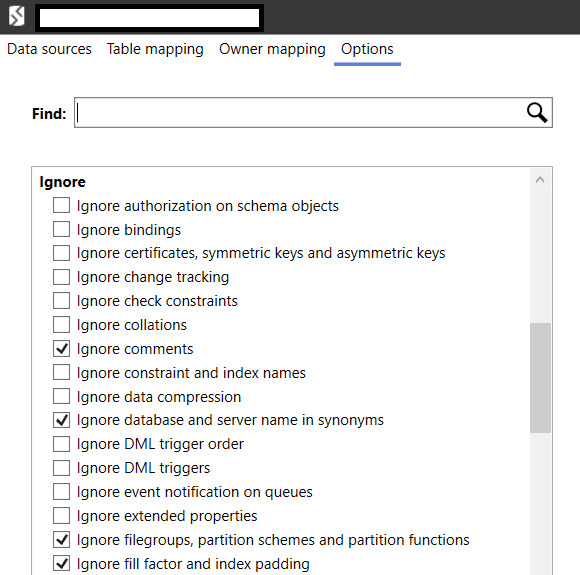 Data sources Table mapping Owner mapping Options
Find:
Ignore
Ignore authorization on schema objects
Ignore bindings
Ignore certificates, symmetric keys and asymmetric keys
Ignore change tracking
Ignore check constraints
Ignore collations
Ignore comments
Ignore constraint and index names
Ignore data compression
Ignore database and server name in synonyms
Ignore DML trigger order
Ignore DML triggers
Ignore event notification on queues
Ignore extended properties
Ignore filegroups, partition schemes and partition functions
Ignore fill factor and index padding